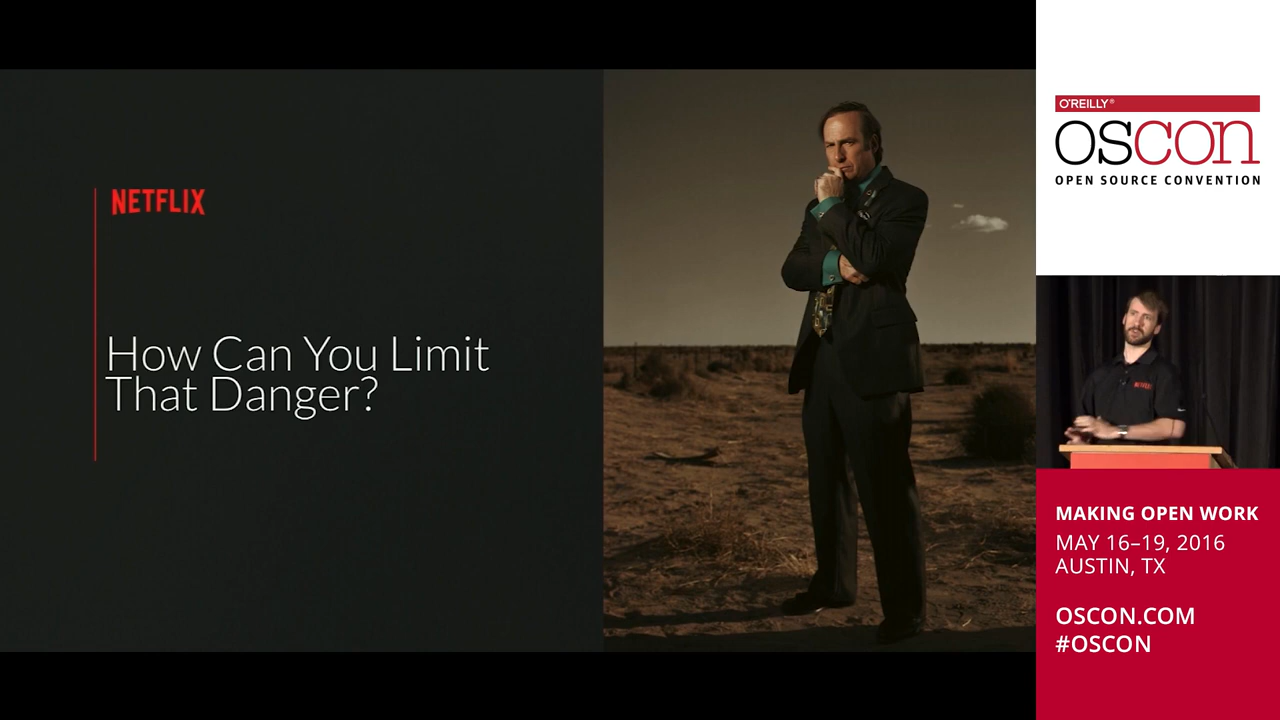 NETFLIX
How Can You Limit
That Danger?
O'REILLY®
OSCON
OPEN SOURCE CONVENTION
NETFLIX
MAKING OPEN WORK
MAY 16–19, 2016
AUSTIN, TX
OSCON.COM
#OSCON